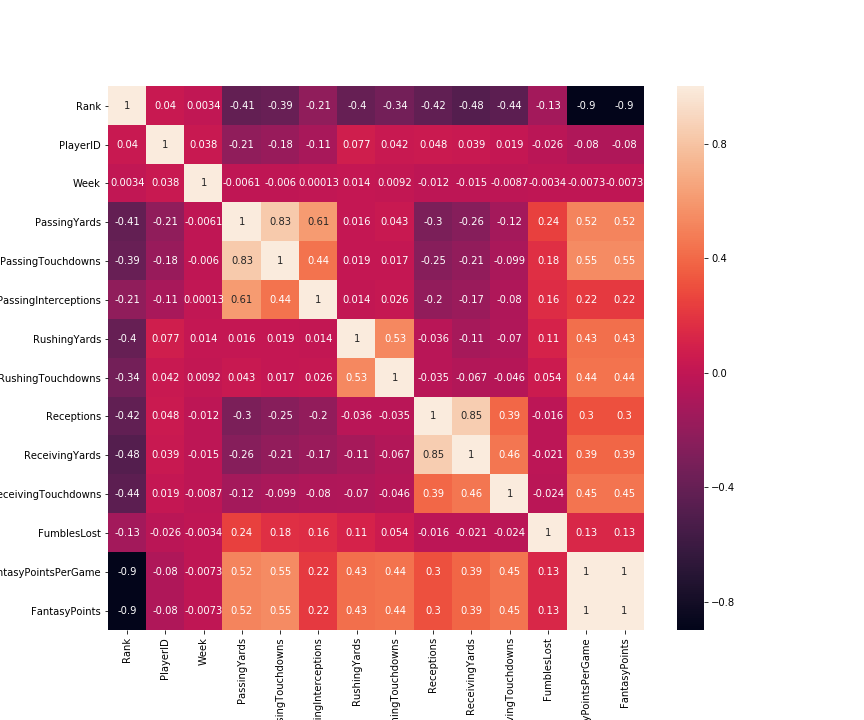 Rank 1 0.04 0.0034 -0.41 -0.39 -0.21 -0.4 -0.34 -0.42 -0.48 -0.44 -0.13 -0.9 -0.9
PlayerID 0.04 1 0.038 -0.21 -0.18 -0.11 0.077 0.042 0.048 0.039 0.019 -0.026 -0.08 -0.08
Week 0.0034 0.038 1 -0.0061 -0.006 0.00013 0.014 0.0092 -0.012 -0.015 -0.0087 -0.0034 -0.0073 -0.0073
PassingYards -0.41 -0.21 -0.0061 1 0.83 0.61 0.016 0.043 -0.3 -0.26 -0.12 0.24 0.52 0.52
PassingTouchdowns -0.39 -0.18 -0.006 0.83 1 0.44 0.019 0.017 -0.25 -0.21 -0.099 0.18 0.55 0.55
PassingInterceptions -0.21 -0.11 0.00013 0.61 0.44 1 0.014 0.026 -0.2 -0.17 -0.08 0.16 0.22 0.22
RushingYards -0.4 0.077 0.014 0.016 0.019 0.014 1 0.53 -0.036 -0.11 -0.07 0.11 0.43 0.43
RushingTouchdowns -0.34 0.042 0.0092 0.043 0.017 0.026 0.53 1 -0.035 -0.067 -0.046 0.054 0.44 0.44
Receptions -0.42 0.048 -0.012 -0.3 -0.25 -0.2 -0.036 -0.035 1 0.85 0.39 -0.016 0.3 0.3
ReceivingYards -0.48 0.039 -0.015 -0.26 -0.21 -0.17 -0.11 -0.067 0.85 1 0.46 -0.021 0.39 0.39
eceivingTouchdowns -0.44 0.019 -0.0087 -0.12 -0.099 -0.08 -0.07 -0.046 0.39 0.46 1 -0.024 0.45 0.45
FumblesLost -0.13 -0.026 -0.0034 0.24 0.18 0.16 0.11 0.054 -0.016 -0.021 -0.024 1 0.13 0.13
ntasyPointsPerGame -0.9 -0.08 -0.0073 0.52 0.55 0.22 0.43 0.44 0.3 0.39 0.45 0.13 1 1
FantasyPoints -0.9 -0.08 -0.0073 0.52 0.55 0.22 0.43 0.44 0.3 0.39 0.45 0.13 1 1
Rank
PlayerID
Week
PassingYards
singTouchdowns
ngInterceptions
RushingYards
hingTouchdowns
Receptions
ReceivingYards
vingTouchdowns
FumblesLost
yPointsPerGame
FantasyPoints
0.8
0.4
0.0
-0.4
-0.8